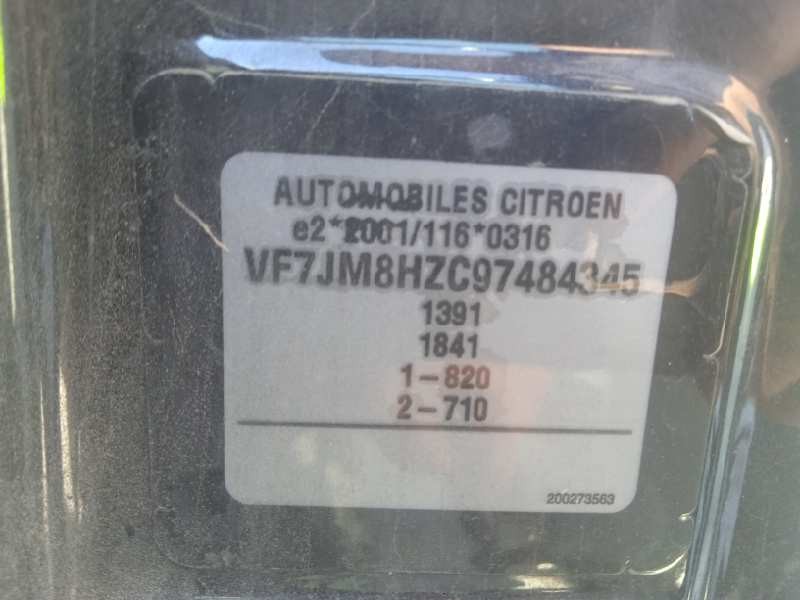 AUTOMOBILES CITROEN
e2*2001/116*0316
VF7JM8HZC97484345
1391
1841
1-820
2-710
200273563